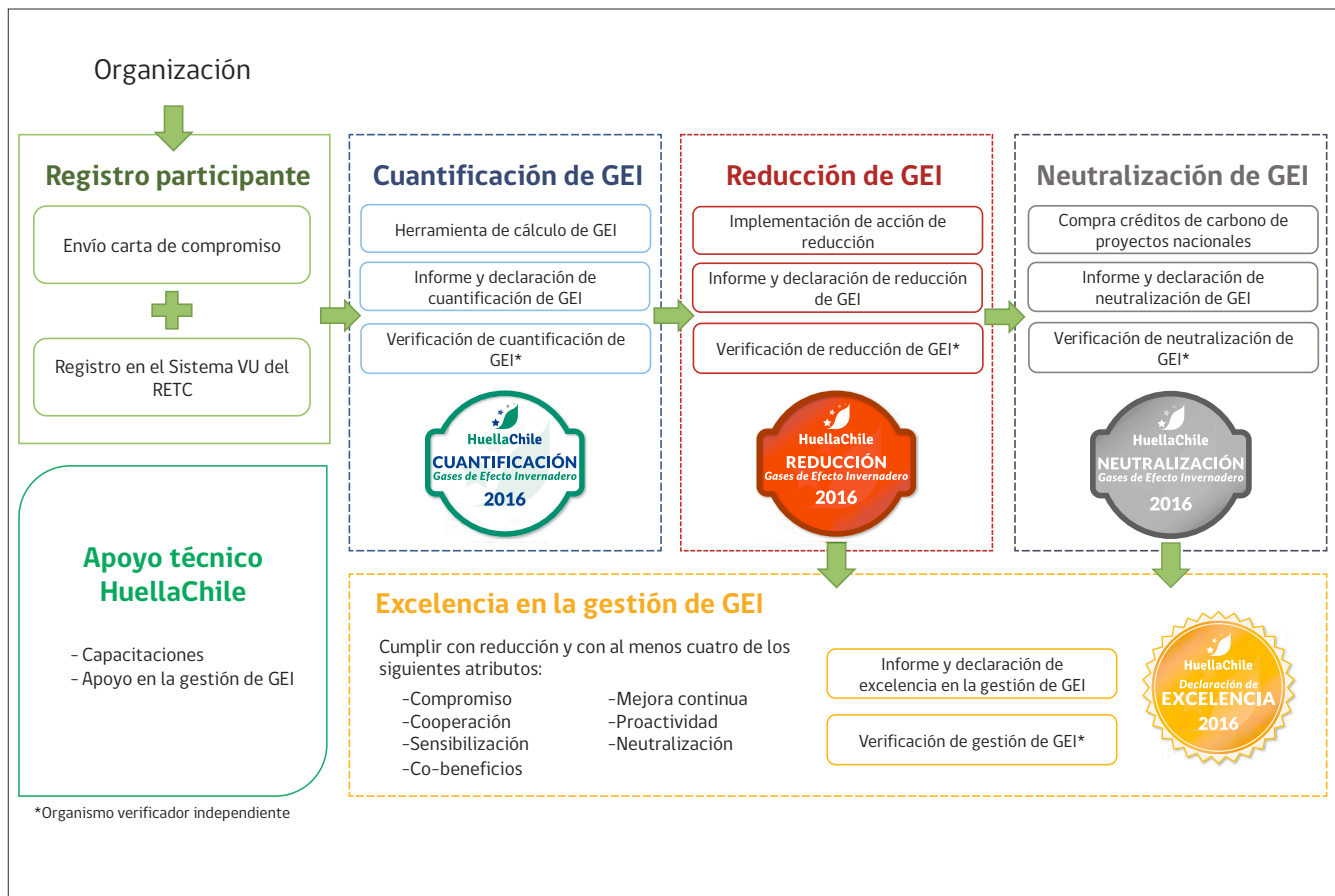 Organización
Registro participante
Envío carta de compromiso
Registro en el Sistema VU del
RETC
Cuantificación de GEI
Herramienta de cálculo de GEI
Informe y declaración de
cuantificación de GEI
Verificación de cuantificación de
GEI*
HuellaChile
CUANTIFICACIÓN
Gases de Efecto Invernadero
2016
Reducción de GEI
Implementación de acción de
reducción
Informe y declaración de reducción
de GEI
Verificación de reducción de GEI*
HuellaChile
REDUCCIÓN
Gases de Efecto Invernadero
2016
Neutralización de GEI
Compra créditos de carbono de
proyectos nacionales
Informe y declaración de
neutralización de GEI
Verificación de neutralización de
GEI*
HuellaChile
NEUTRALIZACIÓN
Gases de Efecto Invernadero
2016
Apoyo técnico
HuellaChile
- Capacitaciones
- Apoyo en la gestión de GEI
Excelencia en la gestión de GEI
Cumplir con reducción y con al menos cuatro de los
siguientes atributos:
-Compromiso
-Cooperación
-Sensibilización
-Co-beneficios
-Mejora continua
-Proactividad
-Neutralización
Informe y declaración de
excelencia en la gestión de GEI
Verificación de gestión de GEI*
HuellaChile
Declaración de
EXCELENCIA
2016
*Organismo verificador independiente